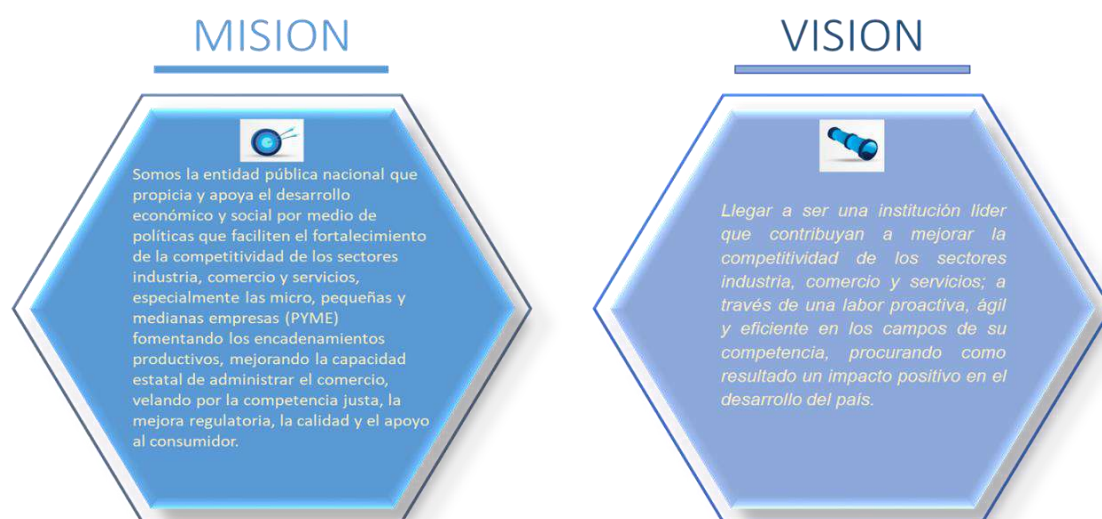 MISION
Somos la entidad pública nacional que
propicia y apoya el desarrollo
económico y social por medio de
políticas que faciliten el fortalecimiento
de la competitividad de los sectores
industria, comercio y servicios,
especialmente las micro, pequeñas y
medianas empresas (PYME)
fomentando los encadenamientos
productivos, mejorando la capacidad
estatal de administrar el comercio,
velando por la competencia justa, la
mejora regulatoria, la calidad y el apoyo
al consumidor.
VISION
Llegar a ser una institución líder
que contribuyan a mejorar la
competitividad de los sectores
industria, comercio y servicios; a
través de una labor proactiva, ágil
y eficiente en los campos de su
competencia, procurando como
resultado un impacto positivo en el
desarrollo del país.